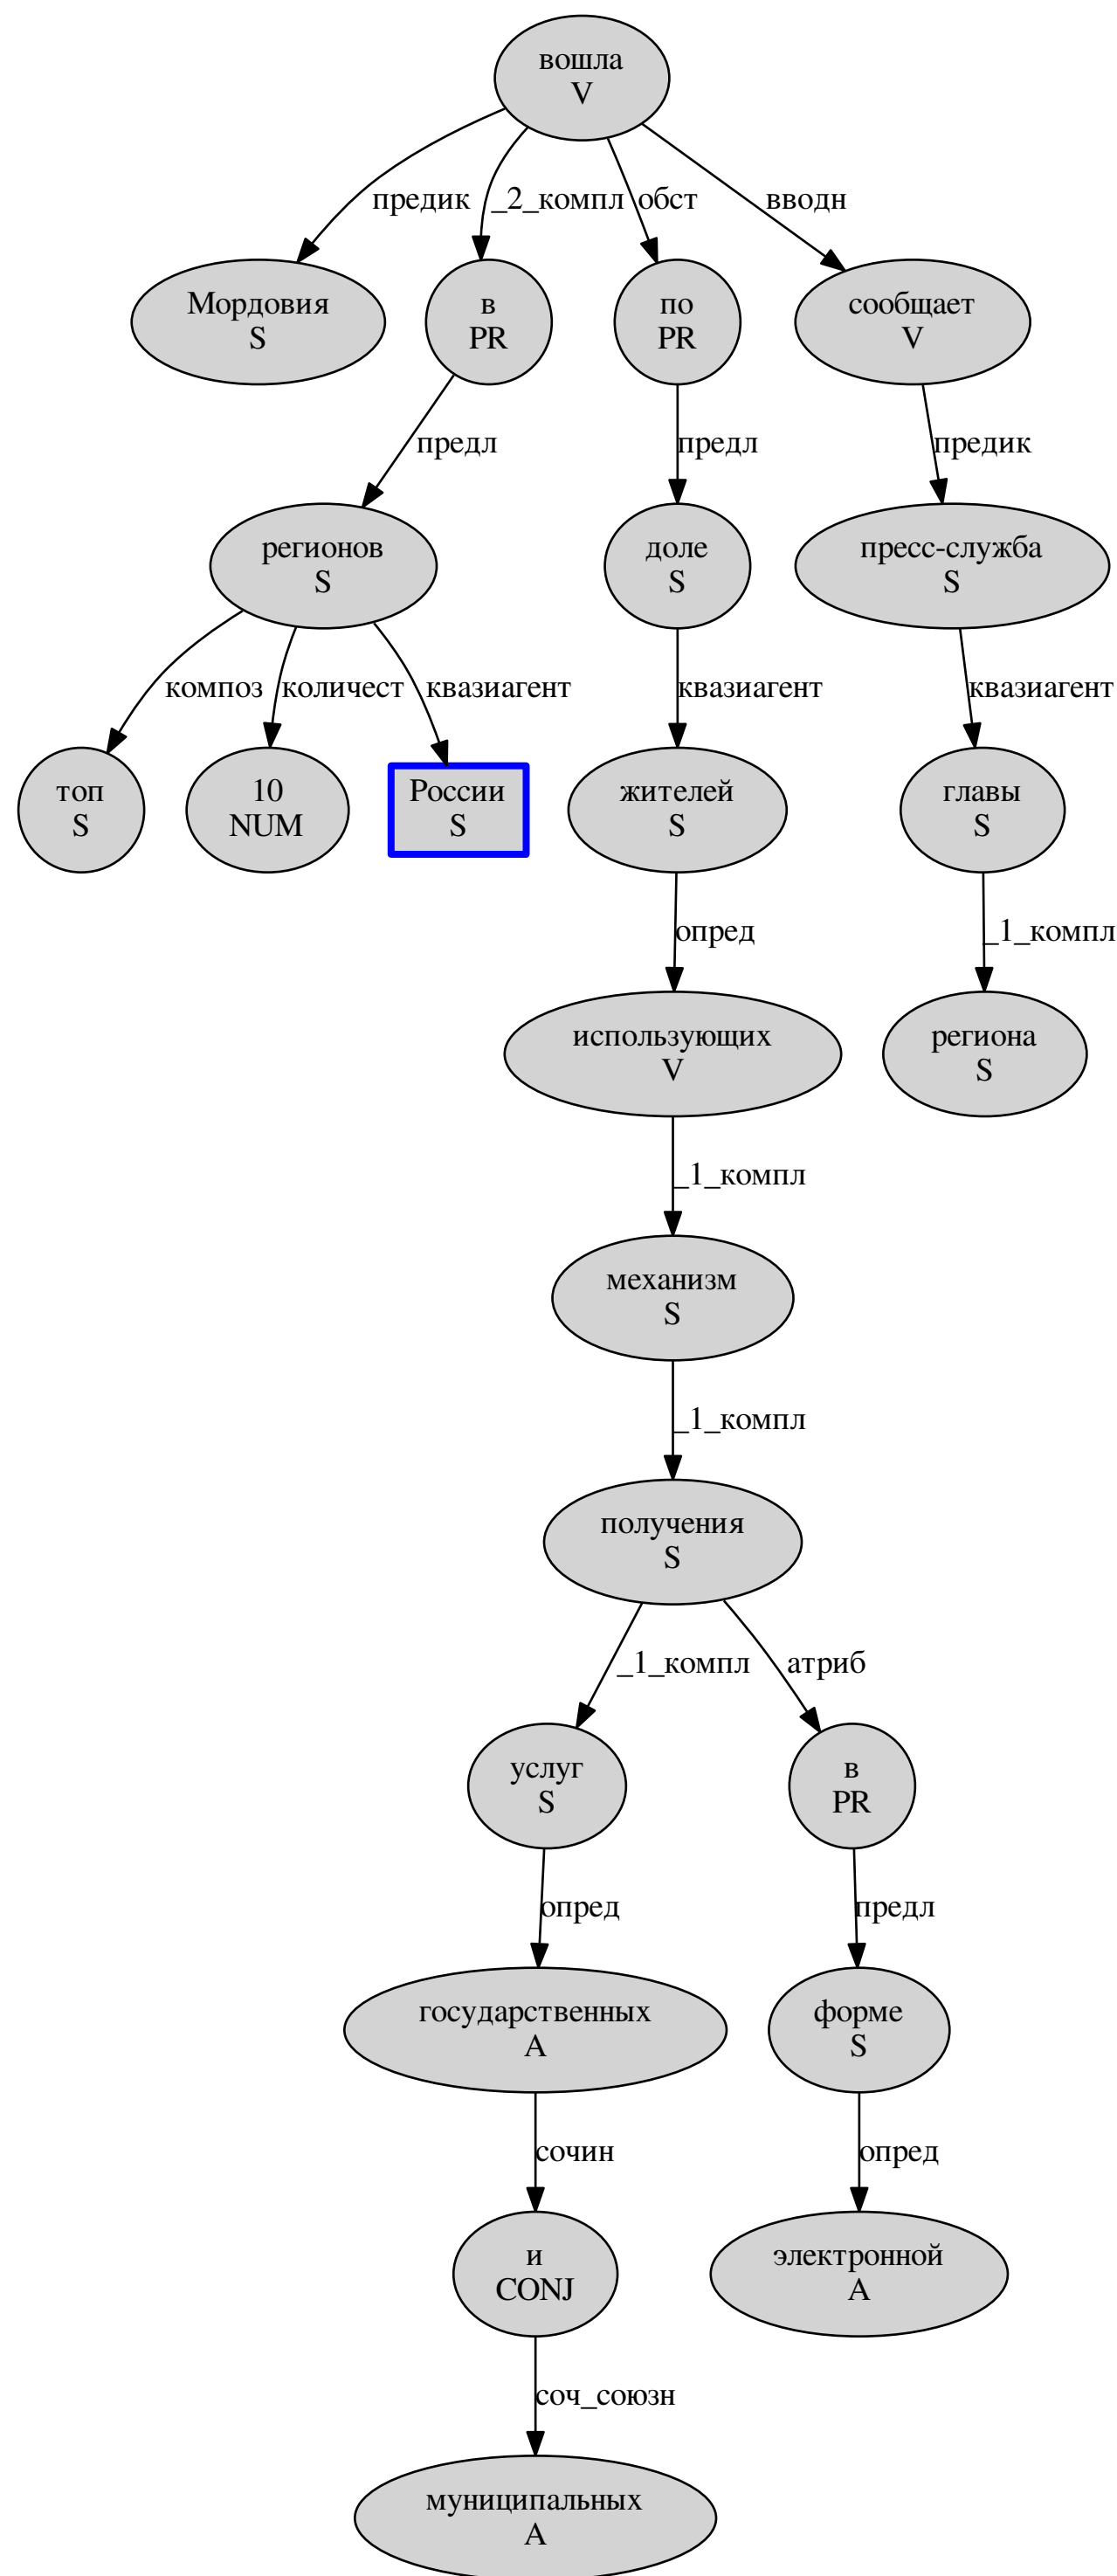 вошла
V
предик
_2_компл
обст
вводн
Мордовия
S
в
PR
по
PR
сообщает
V
предл
предл
предик
регионов
S
доле
S
пресс-служба
S
композ
количест
квазиагент
квазиагент
квазиагент
топ
S
10
NUM
России
S
жителей
S
главы
S
опред
_1_компл
использующих
V
региона
S
_1_компл
механизм
S
_1_компл
получения
S
_1_компл
атриб
услуг
S
в
PR
опред
предл
государственных
A
форме
S
сочин
опред
и
CONJ
электронной
A
соч_союзн
муниципальных
A